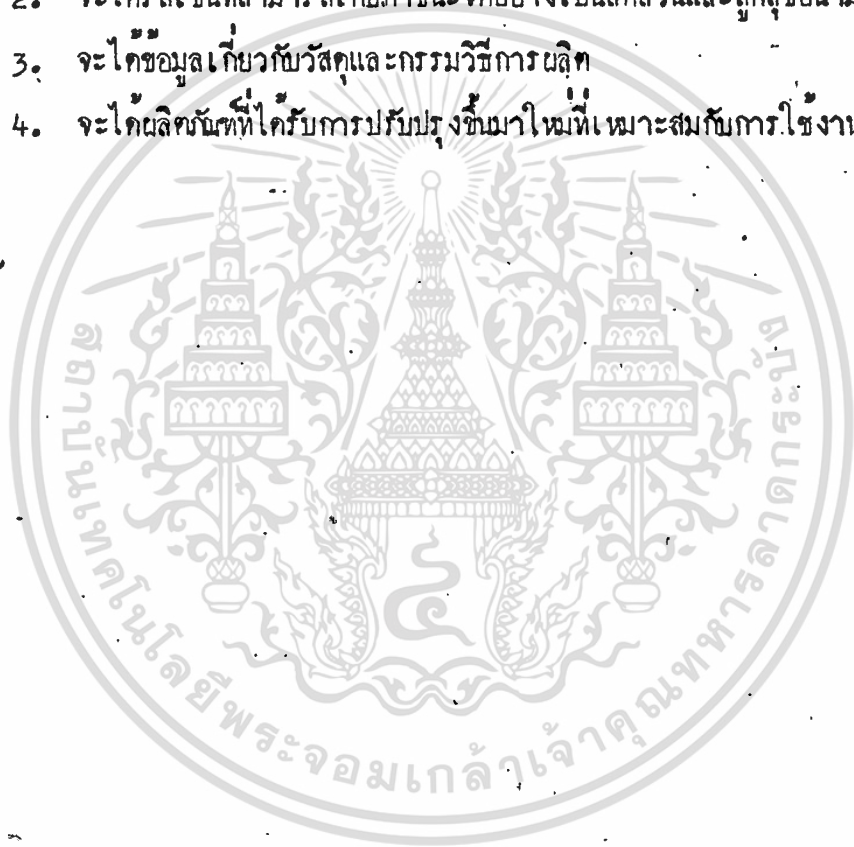 2.
3. จะได้ข้อมูลเกี่ยวกับวัสดุและกรรมวิธีการผลิต
4. จะได้ผลิตภัณฑ์ที่ได้รับการปรับปรุงขึ้นมาใหม่ที่เหมาะสมกับการใช้งาน
สถาบันเทคโนโลยีพระจอมเกล้าเจ้าคุณทหารลาดกระบัง